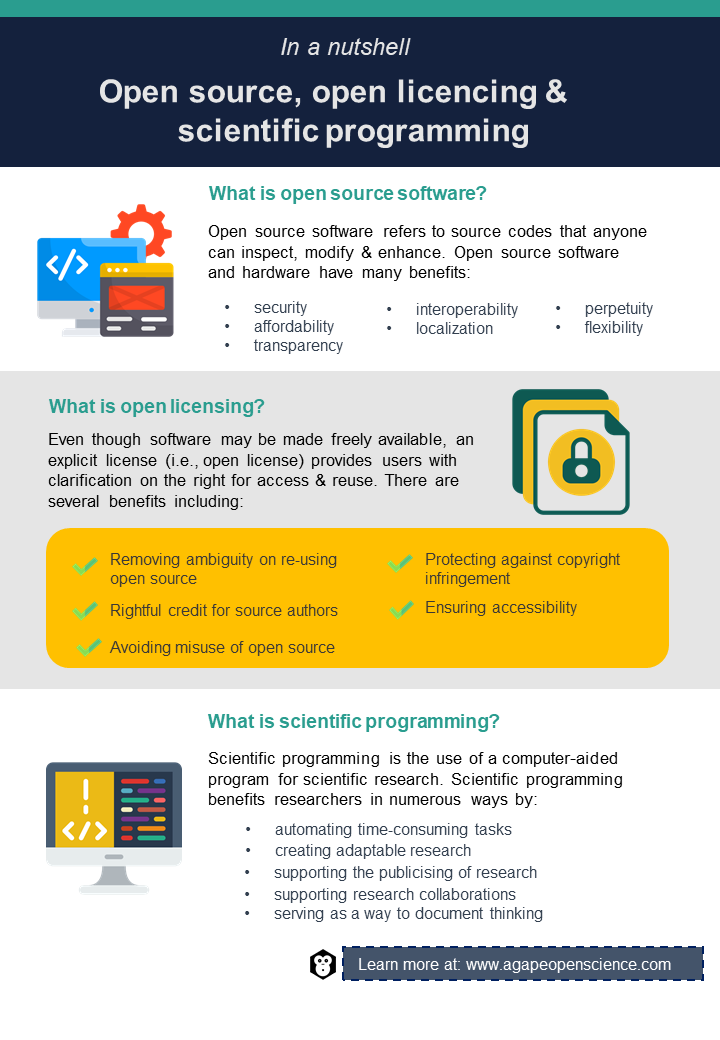 In a nutshell
Open source, open licencing &
scientific programming
What is open source software?
Open source software refers to source codes that anyone
can inspect, modify & enhance. Open source software
and hardware have many benefits:
• security
• affordability
• transparency
• interoperability
• localization
• perpetuity
• flexibility
What is open licensing?
Even though software may be made freely available, an
explicit license (i.e., open license) provides users with
clarification on the right for access & reuse. There are
several benefits including:
Removing ambiguity on re-using
open source
Rightful credit for source authors
Avoiding misuse of open source
Protecting against copyright
infringement
Ensuring accessibility
What is scientific programming?
Scientific programming is the use of a computer-aided
program for scientific research. Scientific programming
benefits researchers in numerous ways by:
• automating time-consuming tasks
• creating adaptable research
• supporting the publicising of research
• supporting research collaborations
• serving as a way to document thinking
Learn more at: www.agapeopenscience.com